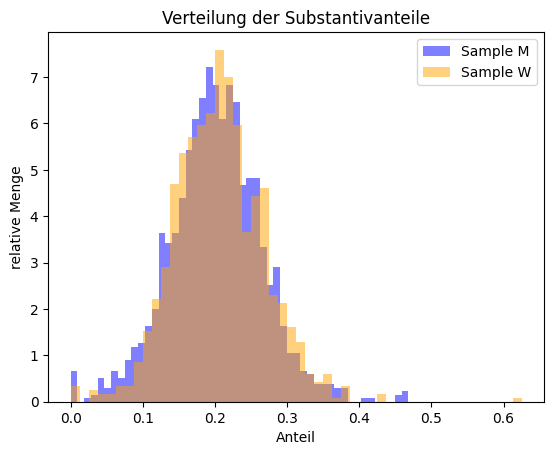 Verteilung der Substantivanteile
Sample M
Sample W
relative Menge
7
6
5
4
3
2
1
0
0.0 0.1 0.2 0.3 0.4 0.5 0.6
Anteil